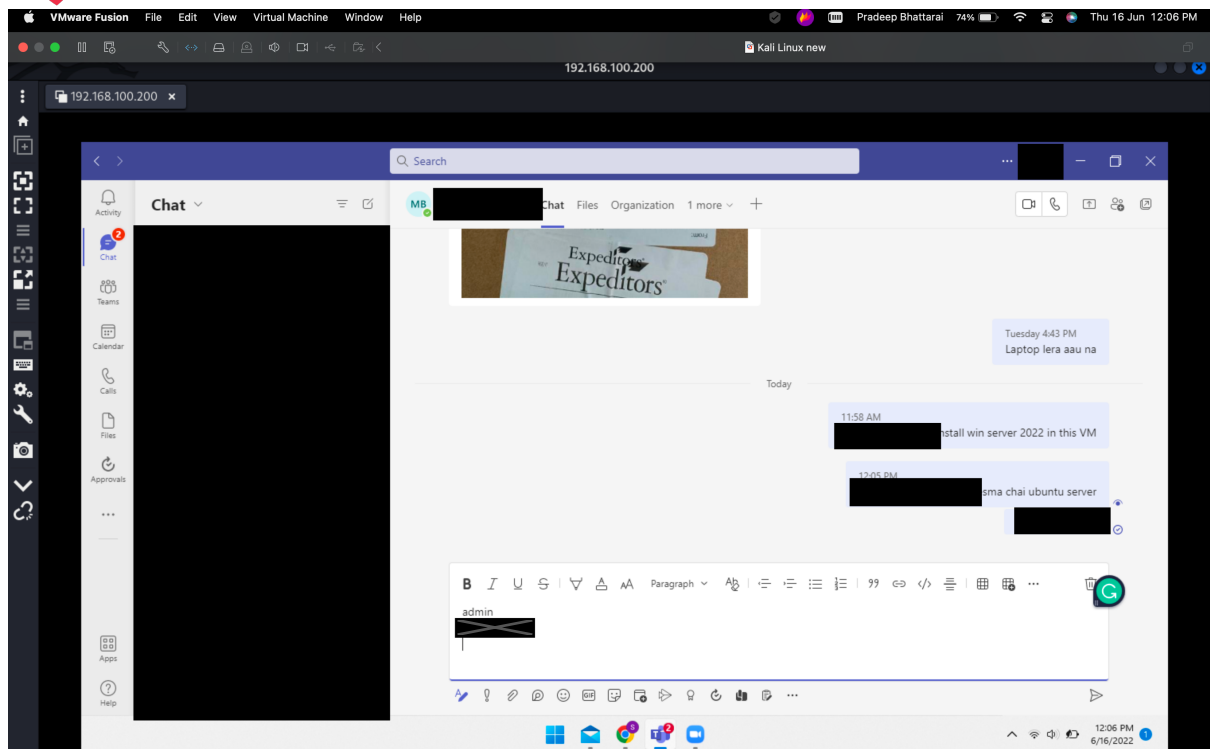 VMware Fusion File Edit View Virtual Machine Window Help Pradeep Bhattarai 74% Thu 16 Jun 12:06 PM
Kali Linux new
192.168.100.200
192.168.100.200
Search
Activity
Chat
2
Chat
Teams
Calendar
Calls
Files
Approvals
Apps
Help
MB
Chat Files Organization 1 more
Expeditors
Expeditors
Tuesday 4:43 PM
Laptop lera aau na
Today
11:58 AM
nstall win server 2022 in this VM
12:05 PM
sma chai ubuntu server
B I U S AA Paragraph
admin
GIF
12:06 PM
6/16/2022
1